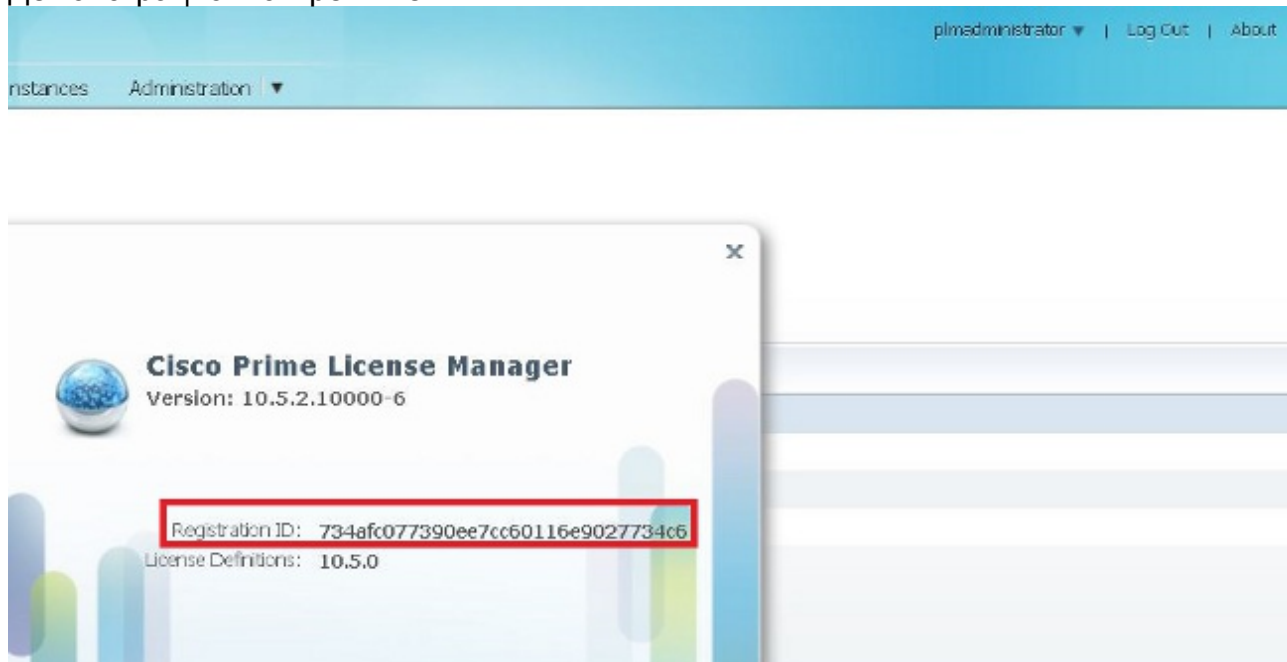 plmadministrator ▼ | Log Out | About
nstances Administration ▼
x
Cisco Prime License Manager
Version: 10.5.2.10000-6
Registration ID: 734afc077390ee7cc60116e9027734c6
License Definitions: 10.5.0